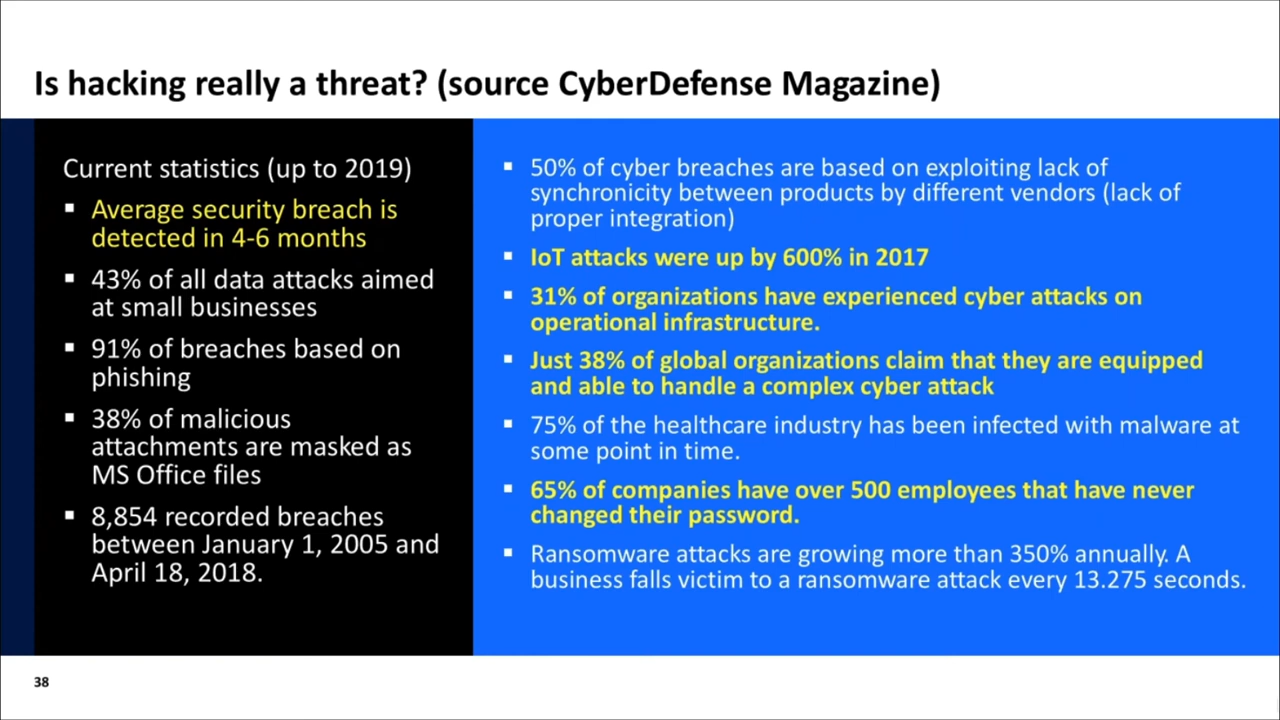 Is hacking really a threat? (source CyberDefense Magazine)
Current statistics (up to 2019)
▪ Average security breach is
detected in 4-6 months
▪ 43% of all data attacks aimed
at small businesses
▪ 91% of breaches based on
phishing
▪ 38% of malicious
attachments are masked as
MS Office files
▪ 8,854 recorded breaches
between January 1, 2005 and
April 18, 2018.
▪ 50% of cyber breaches are based on exploiting lack of
synchronicity between products by different vendors (lack of
proper integration)
▪ IoT attacks were up by 600% in 2017
▪ 31% of organizations have experienced cyber attacks on
operational infrastructure.
▪ Just 38% of global organizations claim that they are equipped
and able to handle a complex cyber attack
▪ 75% of the healthcare industry has been infected with malware at
some point in time.
▪ 65% of companies have over 500 employees that have never
changed their password.
▪ Ransomware attacks are growing more than 350% annually. A
business falls victim to a ransomware attack every 13.275 seconds.
38